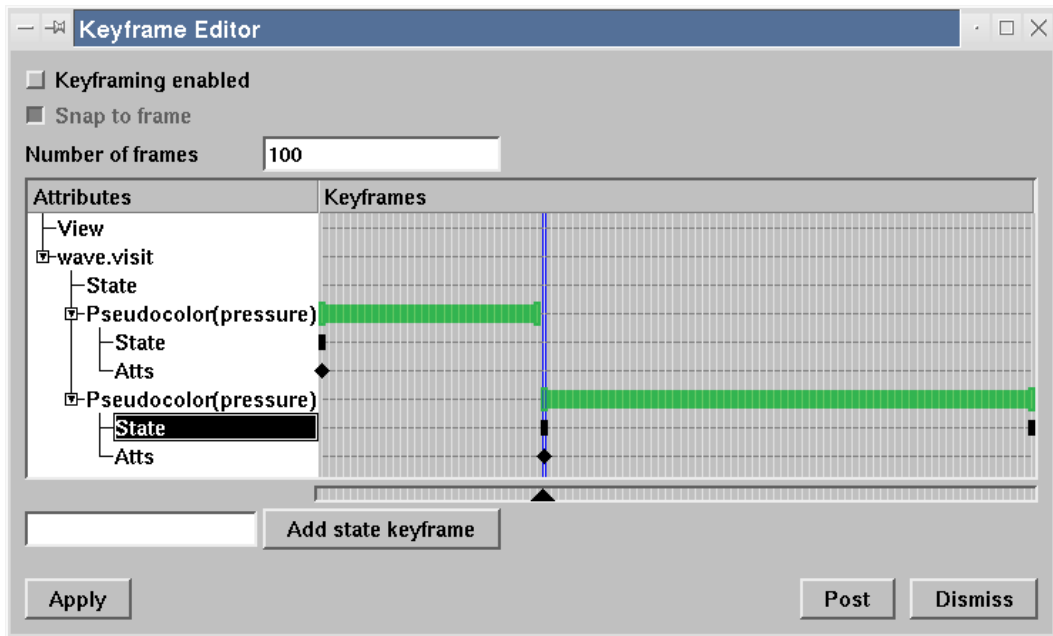 Keyframe Editor
Keyframing enabled
Snap to frame
Number of frames 100
Attributes Keyframes
View
wave.visit
State
Pseudocolor(pressure)
State
Atts
Pseudocolor(pressure)
State
Atts
Add state keyframe
Apply Post Dismiss